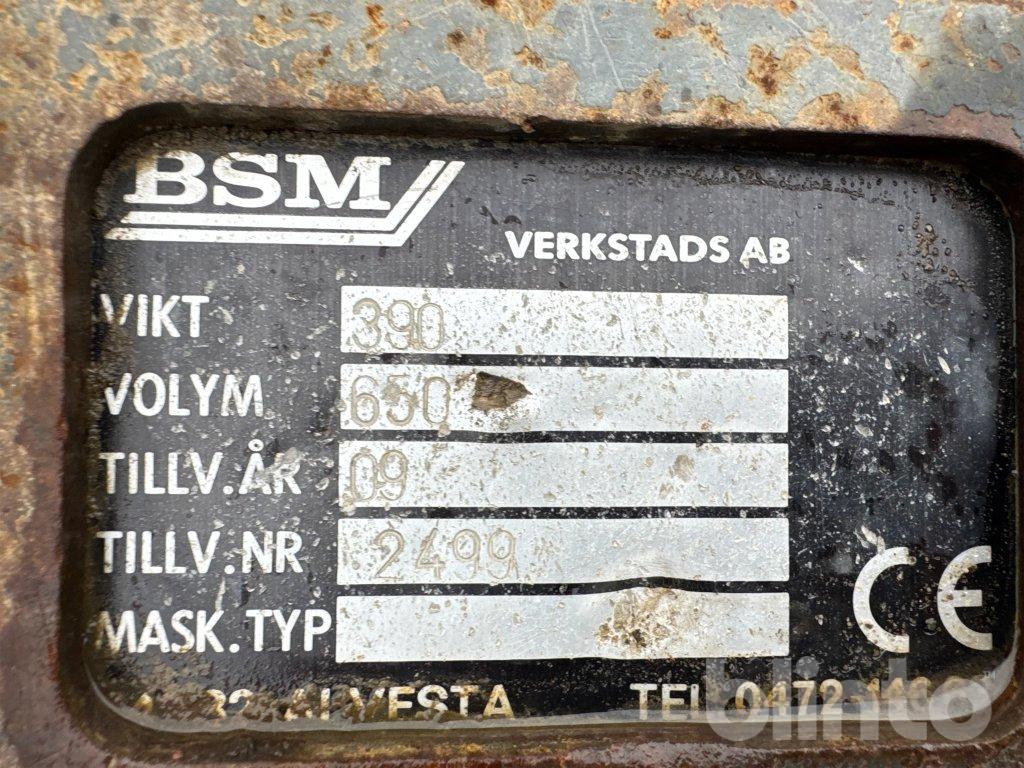 BSM
VERKSTADS AB
VIKT 390
VOLYM 650
TILLV.ÅR 09
TILLV.NR 2499
MASK.TYP
CE
ALVESTA TEL 0472
blinto